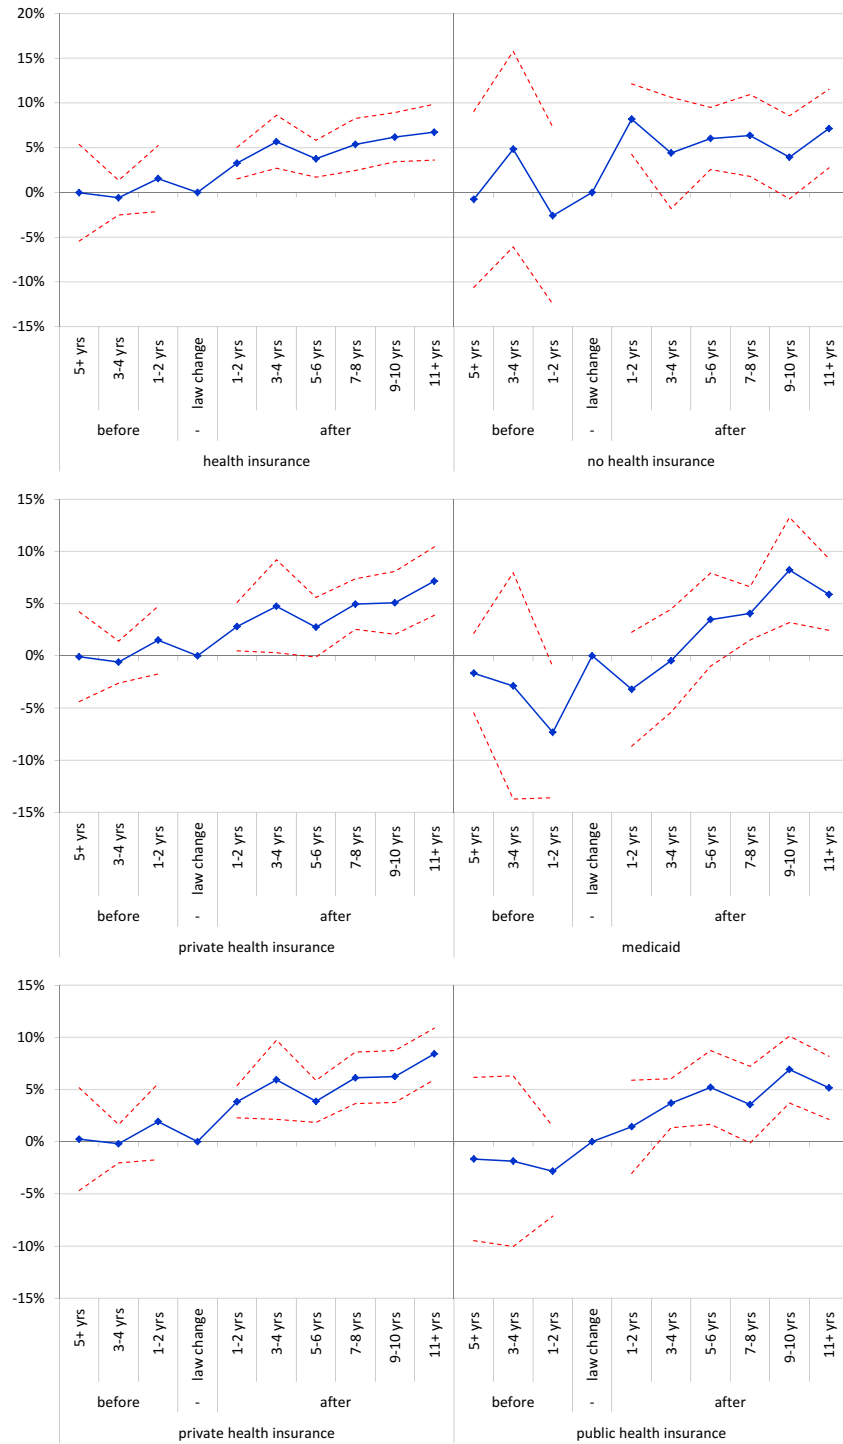 20%
15%
10%
5%
0%
-5%
-10%
-15%
5+ yrs 3-4 yrs 1-2 yrs law change 1-2 yrs 3-4 yrs 5-6 yrs 7-8 yrs 9-10 yrs 11+ yrs 5+ yrs 3-4 yrs 1-2 yrs law change 1-2 yrs 3-4 yrs 5-6 yrs 7-8 yrs 9-10 yrs 11+ yrs
before - after before - after
health insurance no health insurance
15%
10%
5%
0%
-5%
-10%
-15%
5+ yrs 3-4 yrs 1-2 yrs law change 1-2 yrs 3-4 yrs 5-6 yrs 7-8 yrs 9-10 yrs 11+ yrs 5+ yrs 3-4 yrs 1-2 yrs law change 1-2 yrs 3-4 yrs 5-6 yrs 7-8 yrs 9-10 yrs 11+ yrs
before - after before - after
private health insurance medicaid
15%
10%
5%
0%
-5%
-10%
-15%
5+ yrs 3-4 yrs 1-2 yrs law change 1-2 yrs 3-4 yrs 5-6 yrs 7-8 yrs 9-10 yrs 11+ yrs 5+ yrs 3-4 yrs 1-2 yrs law change 1-2 yrs 3-4 yrs 5-6 yrs 7-8 yrs 9-10 yrs 11+ yrs
before - after before - after
private health insurance public health insurance